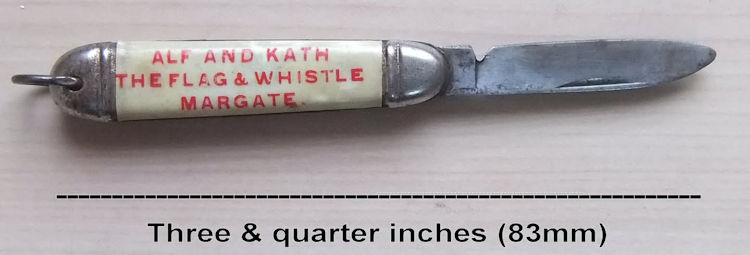 ALF AND KATH
THE FLAG & WHISTLE
MARGATE.
Three & quarter inches (83mm)